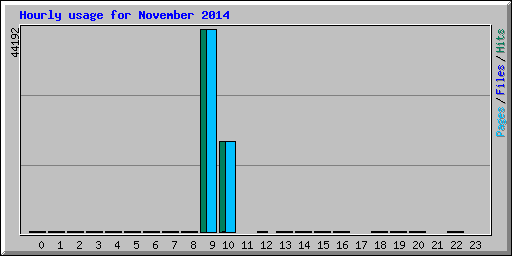 Hourly usage for November 2014
44192
Pages/Files/Hits
0 1 2 3 4 5 6 7 8 9 10 11 12 13 14 15 16 17 18 19 20 21 22 23